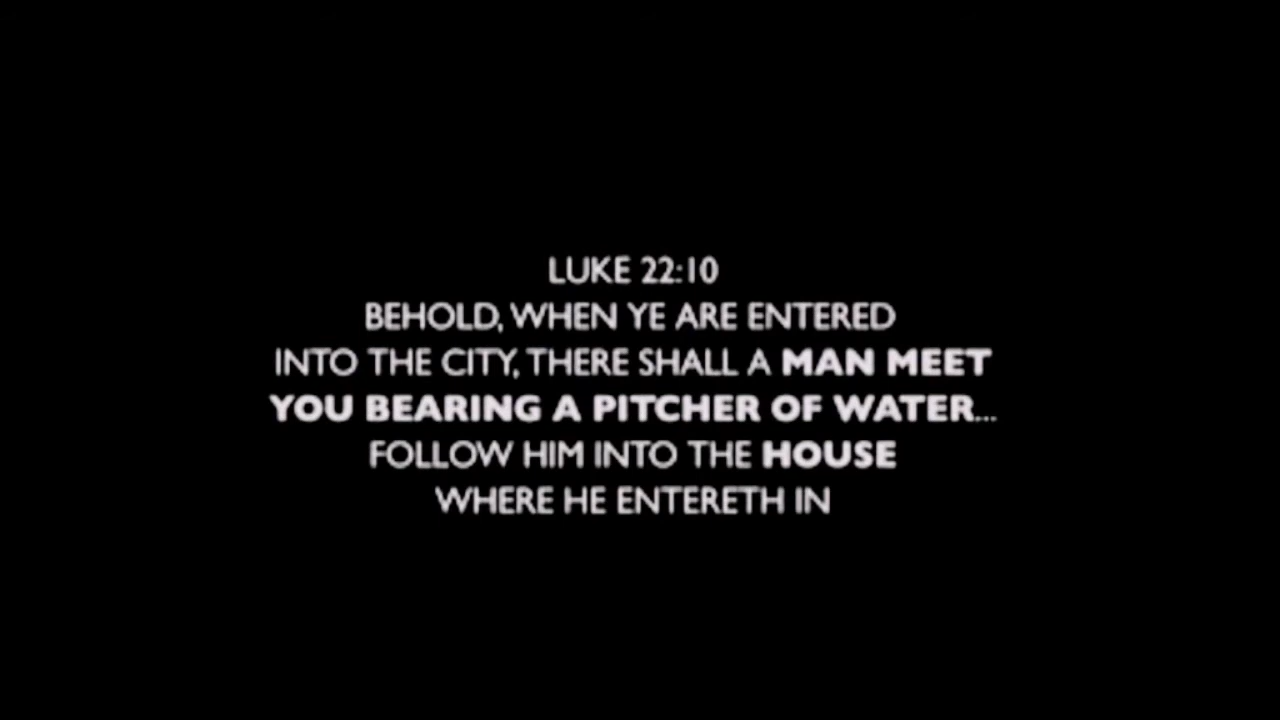 LUKE 22:10
BEHOLD, WHEN YE ARE ENTERED
INTO THE CITY, THERE SHALL A MAN MEET
YOU BEARING A PITCHER OF WATER...
FOLLOW HIM INTO THE HOUSE
WHERE HE ENTERETH IN